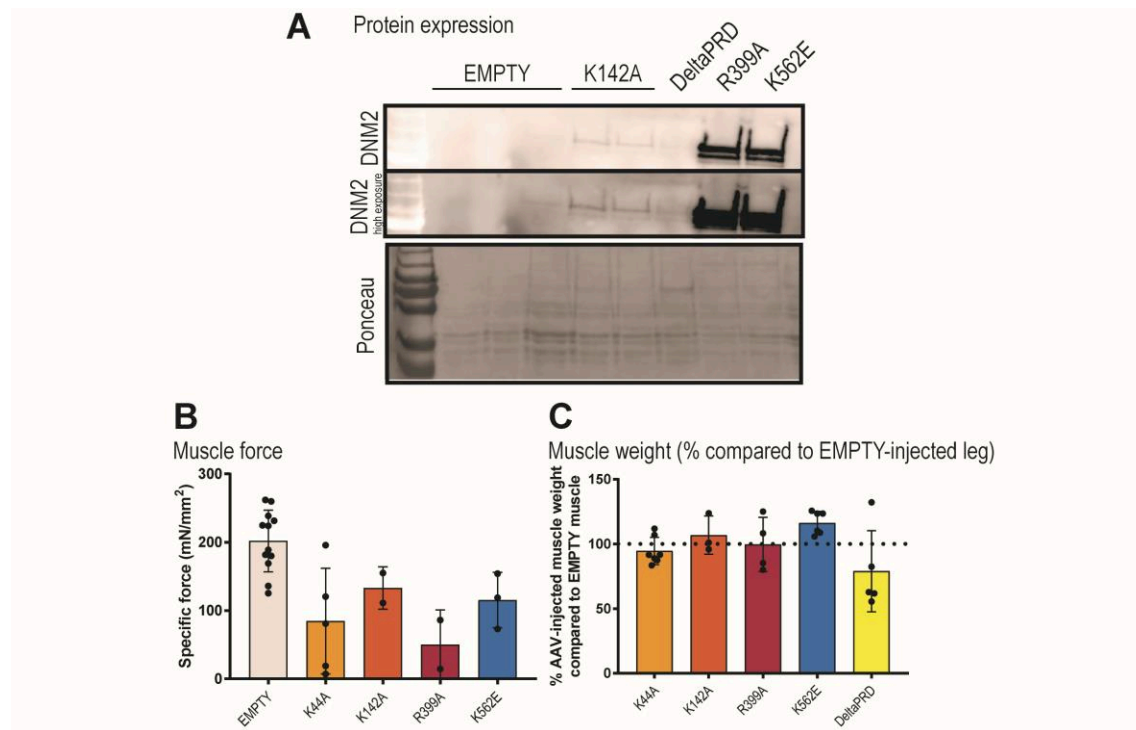 A
Protein expression
EMPTY
K142A
DeltaPRD
R399A
K562E
DNM2
DNM2
high exposure
Ponceau
B
Muscle force
Specific force (mN/mm²)
300
200
100
0
EMPTY
K44A
K142A
R399A
K562E
C
Muscle weight (% compared to EMPTY-injected leg)
% AAV-injected muscle weight
compared to EMPTY muscle
150
100
50
0
K44A
K142A
R399A
K562E
DeltaPRD